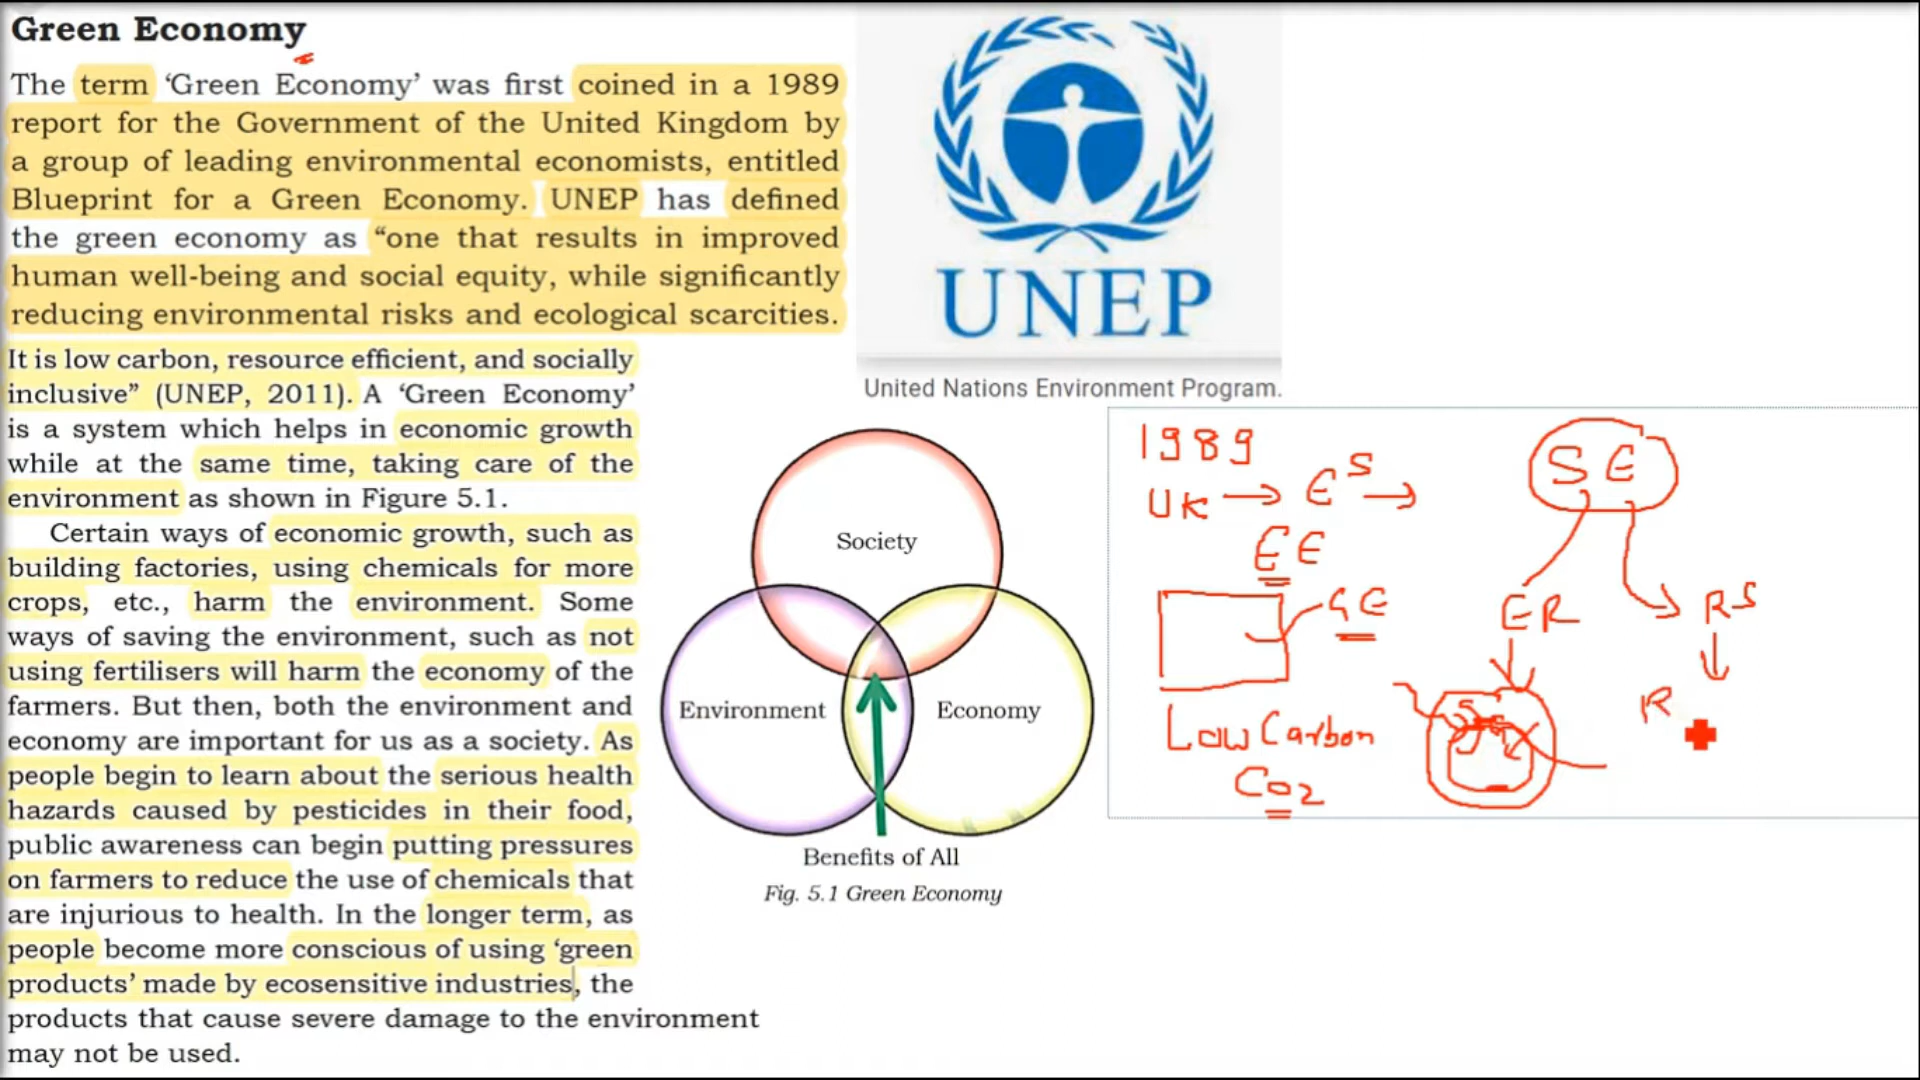 Green Economy
The term ‘Green Economy’ was first coined in a 1989
report for the Government of the United Kingdom by
a group of leading environmental economists, entitled
Blueprint for a Green Economy. UNEP has defined
the green economy as “one that results in improved
human well-being and social equity, while significantly
reducing environmental risks and ecological scarcities.
It is low carbon, resource efficient, and socially
inclusive” (UNEP, 2011). A ‘Green Economy’
is a system which helps in economic growth
while at the same time, taking care of the
environment as shown in Figure 5.1.
Certain ways of economic growth, such as
building factories, using chemicals for more
crops, etc., harm the environment. Some
ways of saving the environment, such as not
using fertilisers will harm the economy of the
farmers. But then, both the environment and
economy are important for us as a society. As
people begin to learn about the serious health
hazards caused by pesticides in their food,
public awareness can begin putting pressures
on farmers to reduce the use of chemicals that
are injurious to health. In the longer term, as
people become more conscious of using ‘green
products’ made by ecosensitive industries, the
products that cause severe damage to the environment
may not be used.
UNEP
United Nations Environment Program.
Society
Environment
Economy
Benefits of All
Fig. 5.1 Green Economy
1989
UK → E S →
EE
GE
Low Carbon
CO2
SE
ER
RS
R